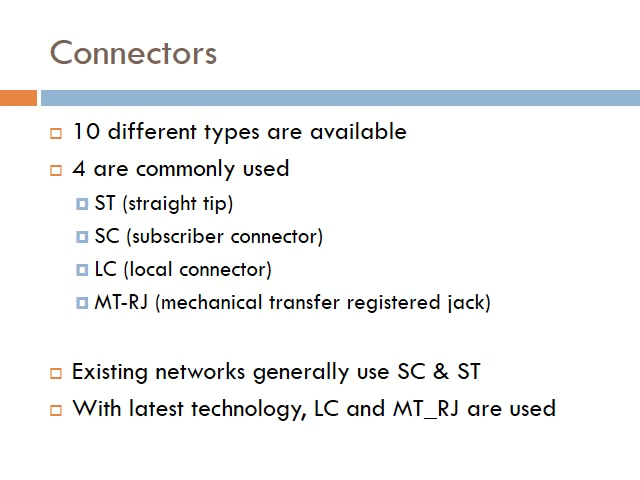 Connectors
10 different types are available
4 are commonly used
ST (straight tip)
SC (subscriber connector)
LC (local connector)
MT-RJ (mechanical transfer registered jack)
Existing networks generally use SC & ST
With latest technology, LC and MT_RJ are used